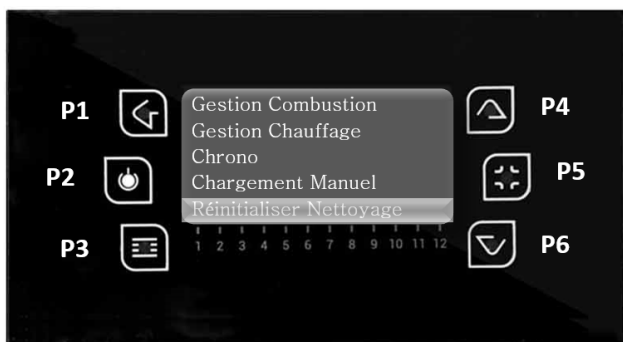 P1
P2
P3
Gestion Combustion
Gestion Chauffage
Chrono
Chargement Manuel
Réinitialiser Nettoyage
1 2 3 4 5 6 7 8 9 10 11 12
P4
P5
P6